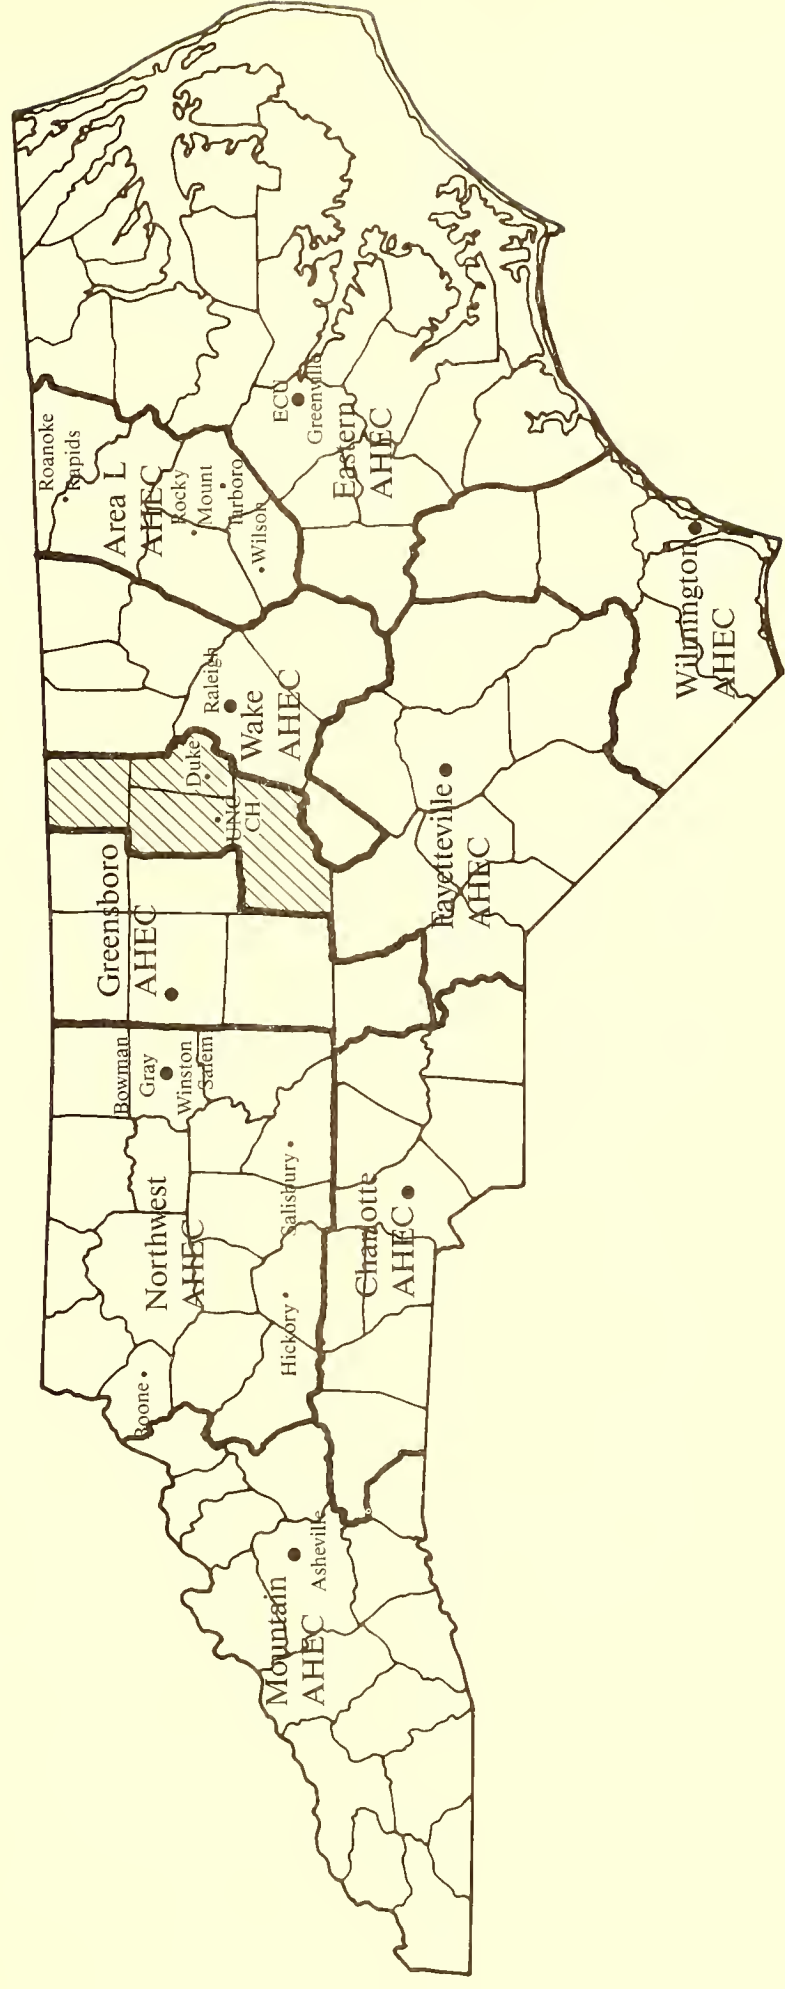 Mountain
AHEC
Asheville
Boone
Northwest
AHEC
Hickory
Salisbury
Bowman
Gray
Winston
Salem
Charlotte
AHEC
Greensboro
AHEC
UNC
CH
Duke
Raleigh
Wake
AHEC
Fayetteville
AHEC
Roanoke
Rapids
Area L
AHEC
Rocky
Mount
Tarboro
Wilson
ECU
Greenville
Eastern
AHEC
Wilmington
AHEC